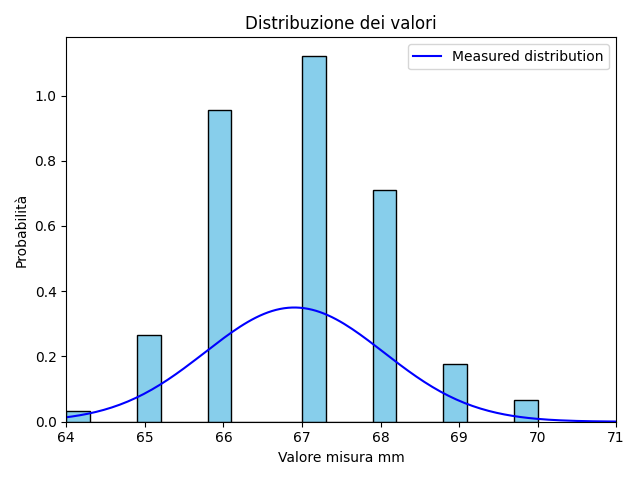 Distribuzione dei valori
Measured distribution
Probabilità
1.0
0.8
0.6
0.4
0.2
0.0
64 65 66 67 68 69 70 71
Valore misura mm